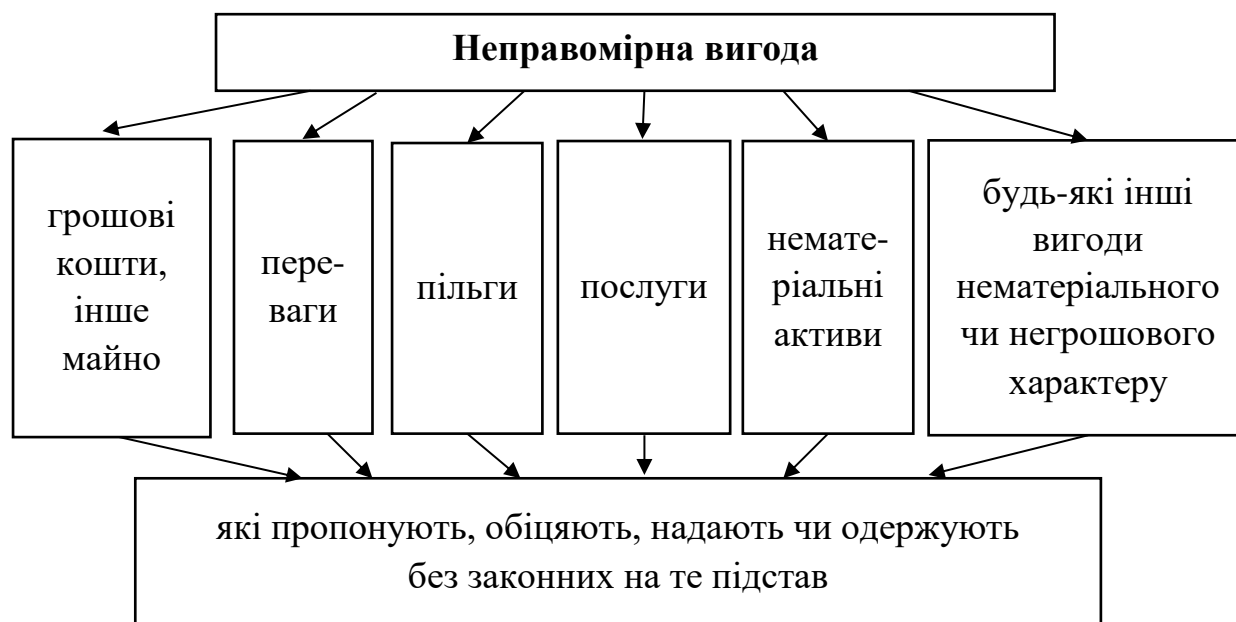 Неправомірна вигода
грошові
кошти,
інше
майно
пере-
ваги
пільги
послуги
немате-
ріальні
активи
будь-які інші
вигоди
нематеріального
чи негрошового
характеру
які пропонують, обіцяють, надають чи одержують
без законних на те підстав